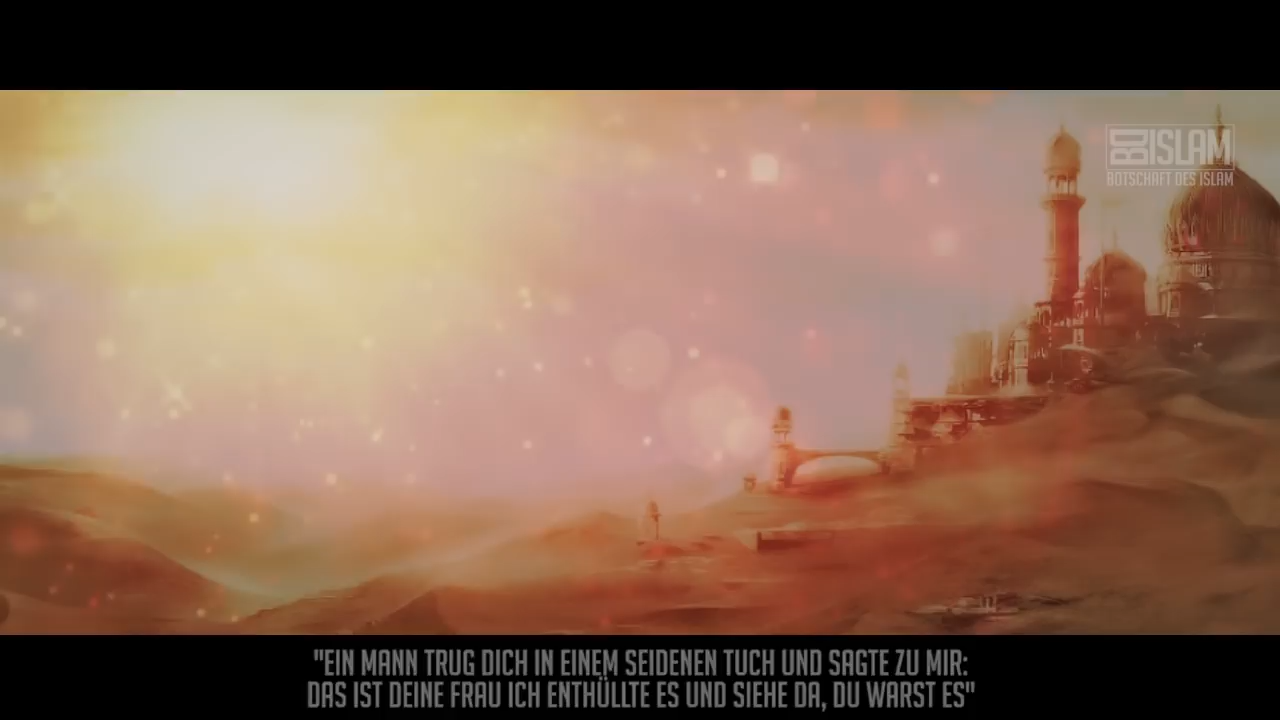 BDISLAM
BOTSCHAFT DES ISLAM
"EIN MANN TRUG DICH IN EINEM SEIDENEN TUCH UND SAGTE ZU MIR:
DAS IST DEINE FRAU ICH ENTHÜLLTE ES UND SIEHE DA, DU WARST ES"